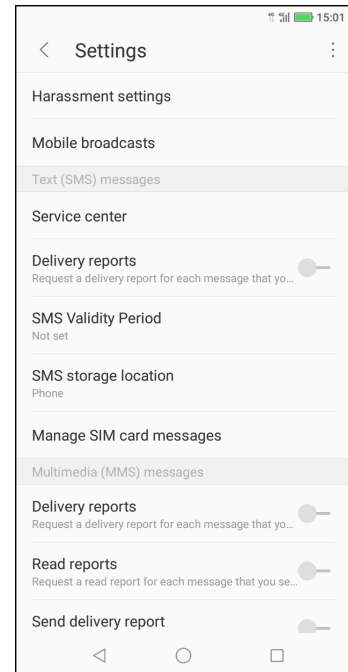 15:01
Settings
Harassment settings
Mobile broadcasts
Text (SMS) messages
Service center
Delivery reports
Request a delivery report for each message that yo...
SMS Validity Period
Not set
SMS storage location
Phone
Manage SIM card messages
Multimedia (MMS) messages
Delivery reports
Request a delivery report for each message that yo...
Read reports
Request a read report for each message that you se...
Send delivery report